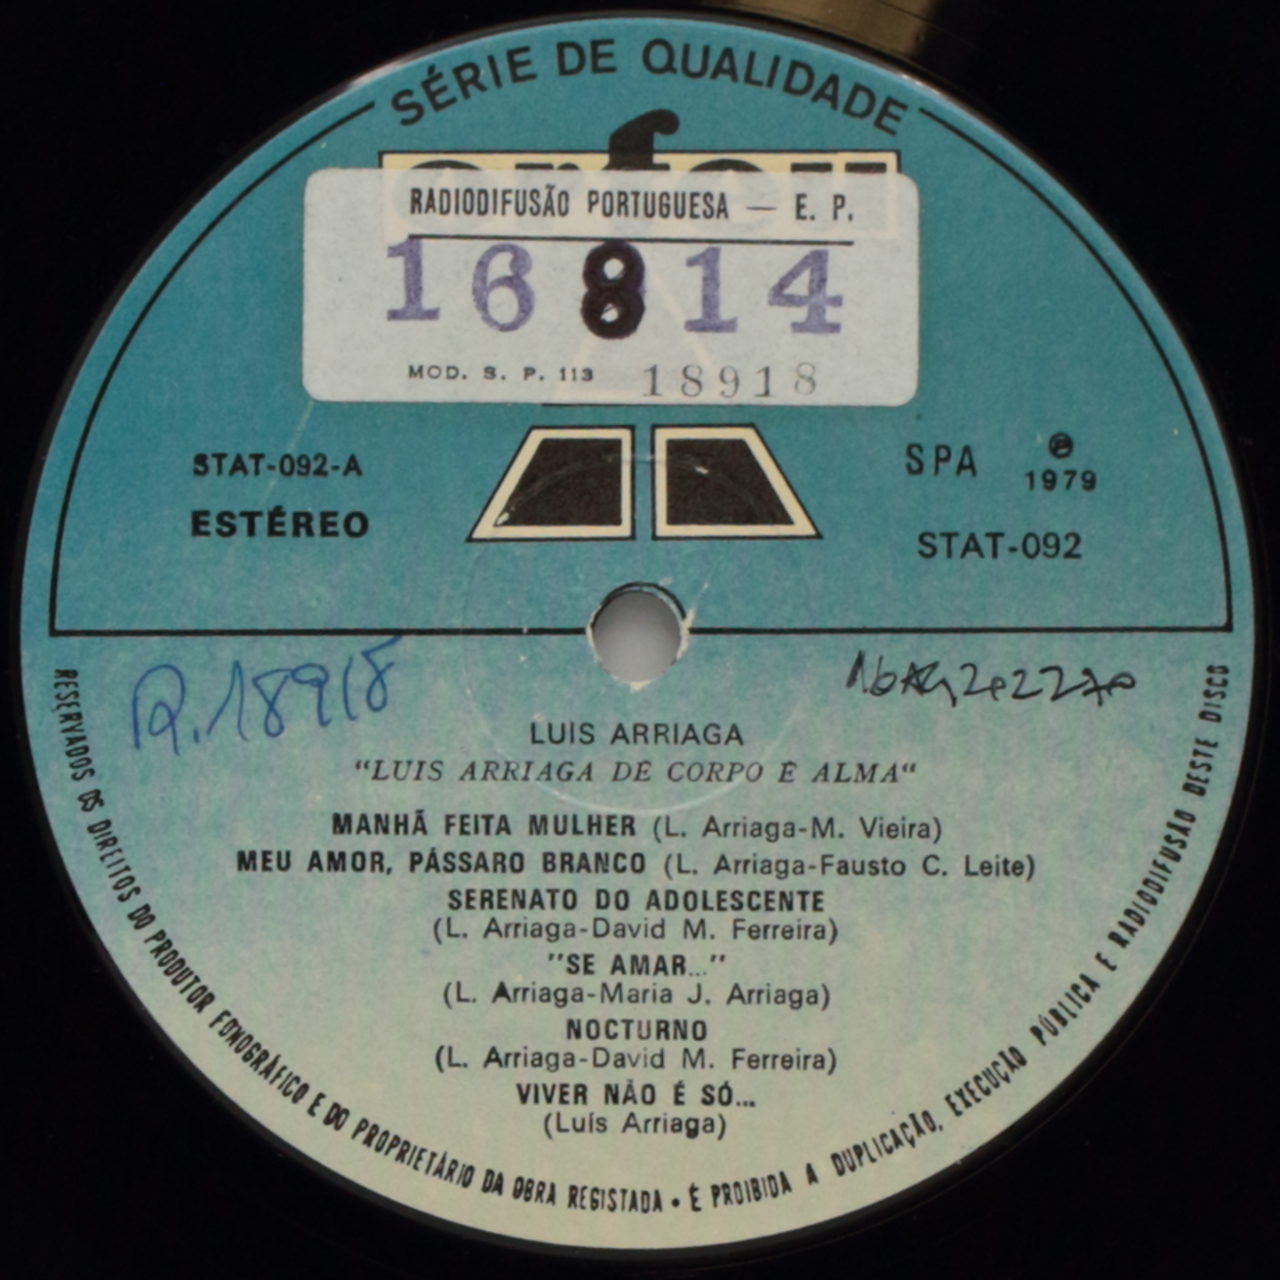 SÉRIE DE QUALIDADE
RADIODIFUSÃO PORTUGUESA — E. P.
16814
MOD. S. P. 113 18918
STAT-092-A
ESTÉREO
SPA ℗ 1979
STAT-092
R.18918
LUIS ARRIAGA
"LUIS ARRIAGA DE CORPO E ALMA"
MANHÃ FEITA MULHER (L. Arriaga-M. Vieira)
MEU AMOR, PÁSSARO BRANCO (L. Arriaga-Fausto C. Leite)
SERENATO DO ADOLESCENTE
(L. Arriaga-David M. Ferreira)
"SE AMAR..."
(L. Arriaga-Maria J. Arriaga)
NOCTURNO
(L. Arriaga-David M. Ferreira)
VIVER NÃO É SÓ...
(Luís Arriaga)
RESERVADOS OS DIREITOS DO PRODUTOR FONOGRÁFICO E DO PROPRIETÁRIO DA OBRA REGISTADA • É PROIBIDA A DUPLICAÇÃO, EXECUÇÃO PÚBLICA E RADIODIFUSÃO DESTE DISCO